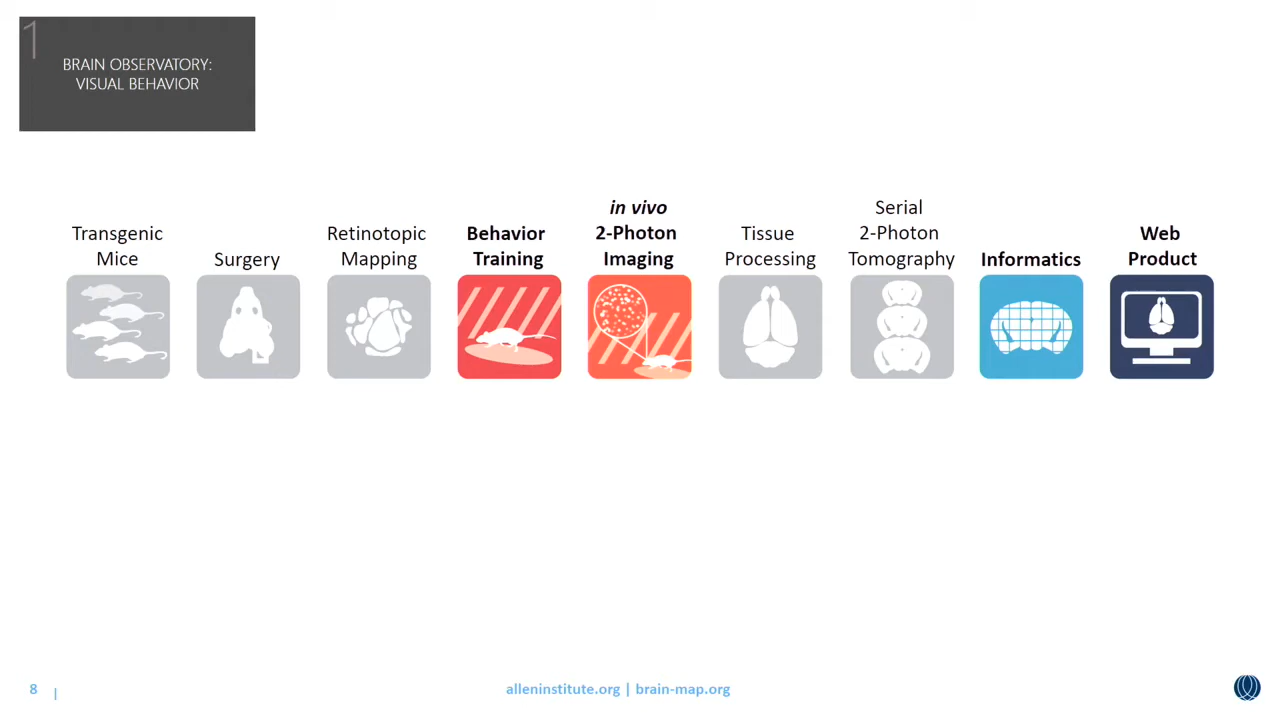 1
BRAIN OBSERVATORY:
VISUAL BEHAVIOR
Transgenic
Mice
Surgery
Retinotopic
Mapping
Behavior
Training
in vivo
2-Photon
Imaging
Tissue
Processing
Serial
2-Photon
Tomography
Informatics
Web
Product
8 |
alleninstitute.org | brain-map.org